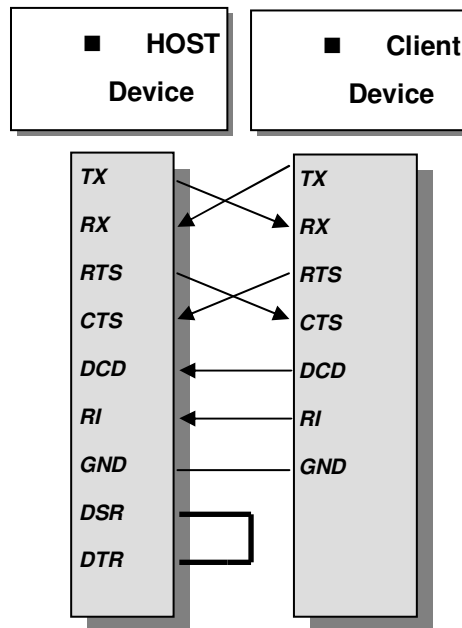 ■ HOST
Device
■ Client
Device
TX
RX
RTS
CTS
DCD
RI
GND
DSR
DTR
TX
RX
RTS
CTS
DCD
RI
GND